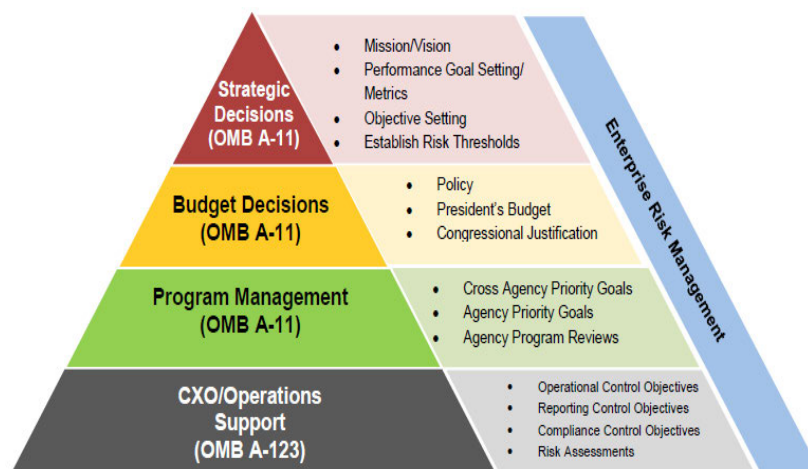 Strategic
Decisions
(OMB A-11)
• Mission/Vision
• Performance Goal Setting/
Metrics
• Objective Setting
• Establish Risk Thresholds
Budget Decisions
(OMB A-11)
• Policy
• President's Budget
• Congressional Justification
Program Management
(OMB A-11)
• Cross Agency Priority Goals
• Agency Priority Goals
• Agency Program Reviews
CXO/Operations
Support
(OMB A-123)
• Operational Control Objectives
• Reporting Control Objectives
• Compliance Control Objectives
• Risk Assessments
Enterprise Risk Management